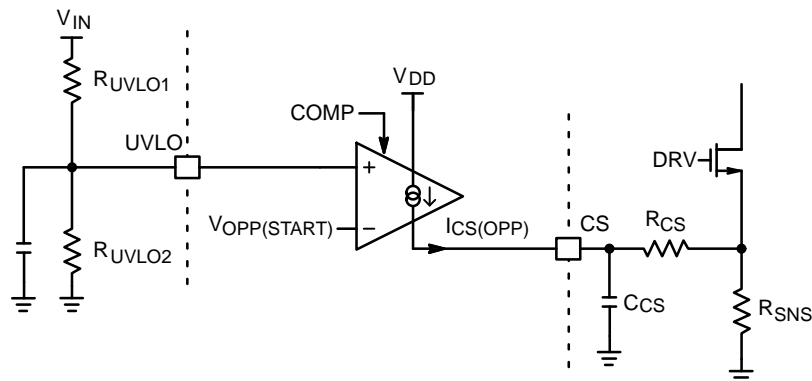 VIN
RUVLO1
UVLO
RUVLO2
COMP
VDD
+
VOPP(START)
−
ICS(OPP)
CS
RCS
CCS
DRV
RSNS